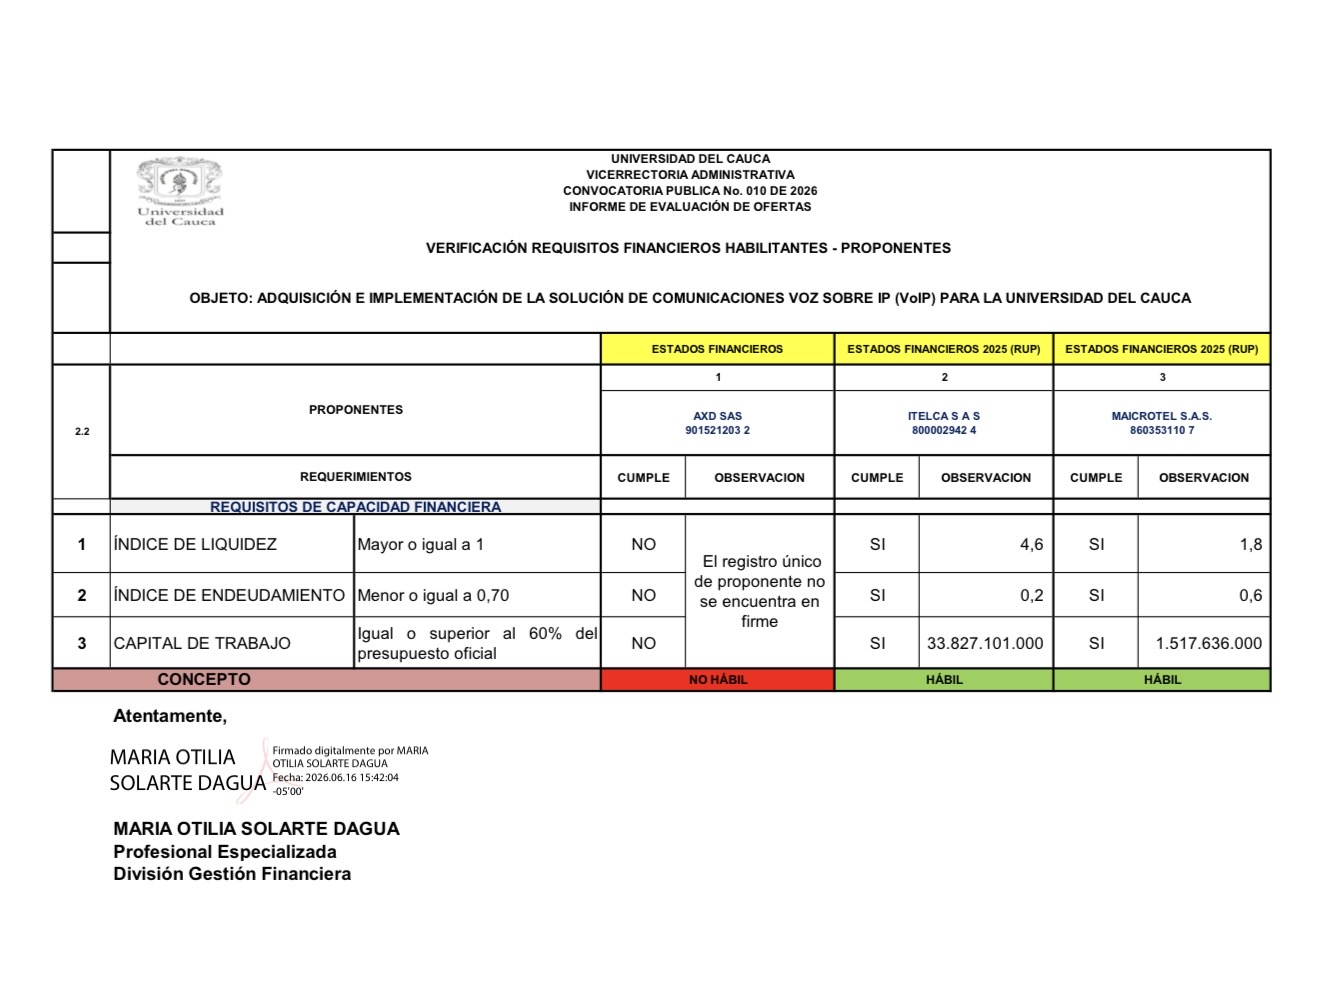 Universidad
del Cauca
UNIVERSIDAD DEL CAUCA
VICERRECTORIA ADMINISTRATIVA
CONVOCATORIA PUBLICA No. 010 DE 2026
INFORME DE EVALUACIÓN DE OFERTAS
VERIFICACIÓN REQUISITOS FINANCIEROS HABILITANTES - PROPONENTES
OBJETO: ADQUISICIÓN E IMPLEMENTACIÓN DE LA SOLUCIÓN DE COMUNICACIONES VOZ SOBRE IP (VoIP) PARA LA UNIVERSIDAD DEL CAUCA
ESTADOS FINANCIEROS ESTADOS FINANCIEROS 2025 (RUP) ESTADOS FINANCIEROS 2025 (RUP)
1 2 3
2.2 PROPONENTES
AXD SAS ITELCA S A S MAICROTEL S.A.S.
901521203 2 800002942 4 860353110 7
REQUERIMIENTOS CUMPLE OBSERVACION CUMPLE OBSERVACION CUMPLE OBSERVACION
REQUISITOS DE CAPACIDAD FINANCIERA
1 ÍNDICE DE LIQUIDEZ Mayor o igual a 1 NO SI 4,6 SI 1,8
El registro único
de proponente no
se encuentra en
firme
2 ÍNDICE DE ENDEUDAMIENTO Menor o igual a 0,70 NO SI 0,2 SI 0,6
3 CAPITAL DE TRABAJO Igual o superior al 60% del
presupuesto oficial NO SI 33.827.101.000 SI 1.517.636.000
CONCEPTO NO HÁBIL HÁBIL HÁBIL
Atentamente,
MARIA OTILIA
SOLARTE DAGUA
Firmado digitalmente por MARIA
OTILIA SOLARTE DAGUA
Fecha: 2026.06.16 15:42:04
-05'00'
MARIA OTILIA SOLARTE DAGUA
Profesional Especializada
División Gestión Financiera